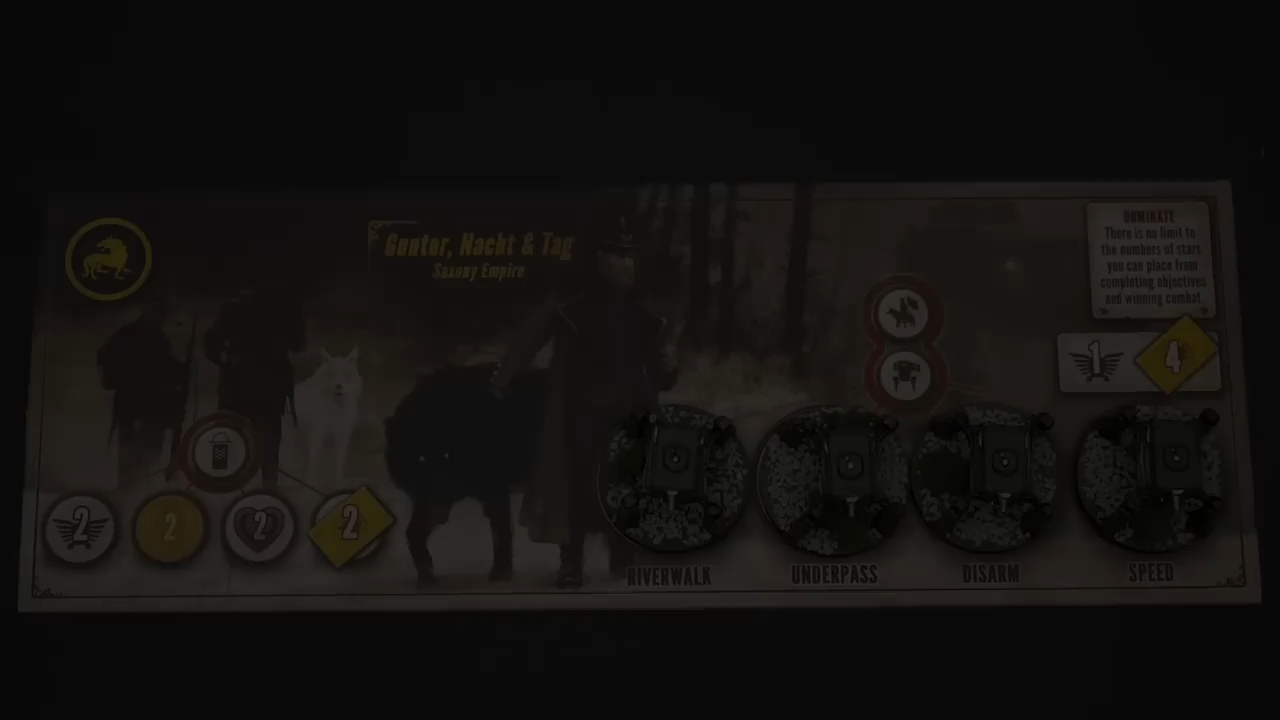 Gunter, Nacht & Tag
Saxony Empire
DOMINATE
There is no limit to
the numbers of stars
you can place from
completing objectives
and winning combat.
1
4
2
2
2
2
RIVERWALK
UNDERPASS
DISARM
SPEED